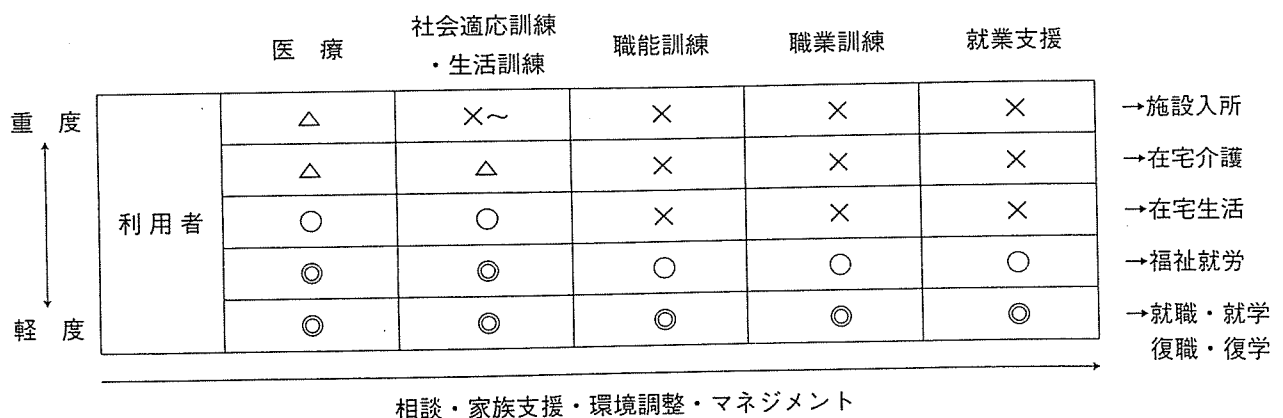 医 療 社会適応訓練・生活訓練 職能訓練 職業訓練 就業支援
重 度 △ ×～ × × × →施設入所
△ △ × × × →在宅介護
利用者 ○ ○ × × × →在宅生活
◎ ◎ ○ ○ ○ →福祉就労
軽 度 ◎ ◎ ◎ ◎ ◎ →就職・就学
復職・復学
相談・家族支援・環境調整・マネジメント